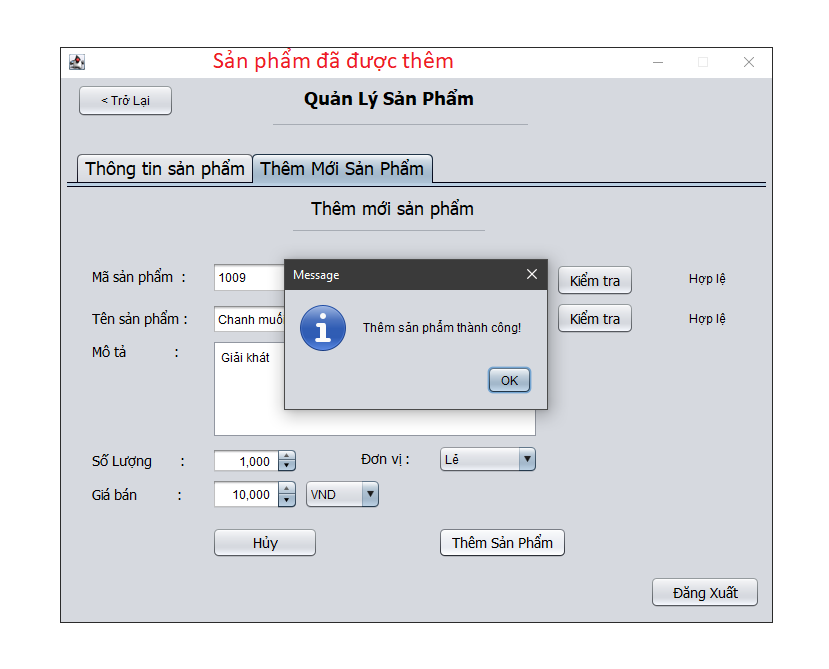 Sản phẩm đã được thêm
< Trở Lại
Quản Lý Sản Phẩm
Thông tin sản phẩm
Thêm Mới Sản Phẩm
Thêm mới sản phẩm
Mã sản phẩm :
1009
Kiểm tra
Hợp lệ
Message
Thêm sản phẩm thành công!
OK
Tên sản phẩm :
Chanh muố
Kiểm tra
Hợp lệ
Mô tả :
Giải khát
Số Lượng :
1,000
Đơn vị :
Lẻ
Giá bán :
10,000
VND
Hủy
Thêm Sản Phẩm
Đăng Xuất